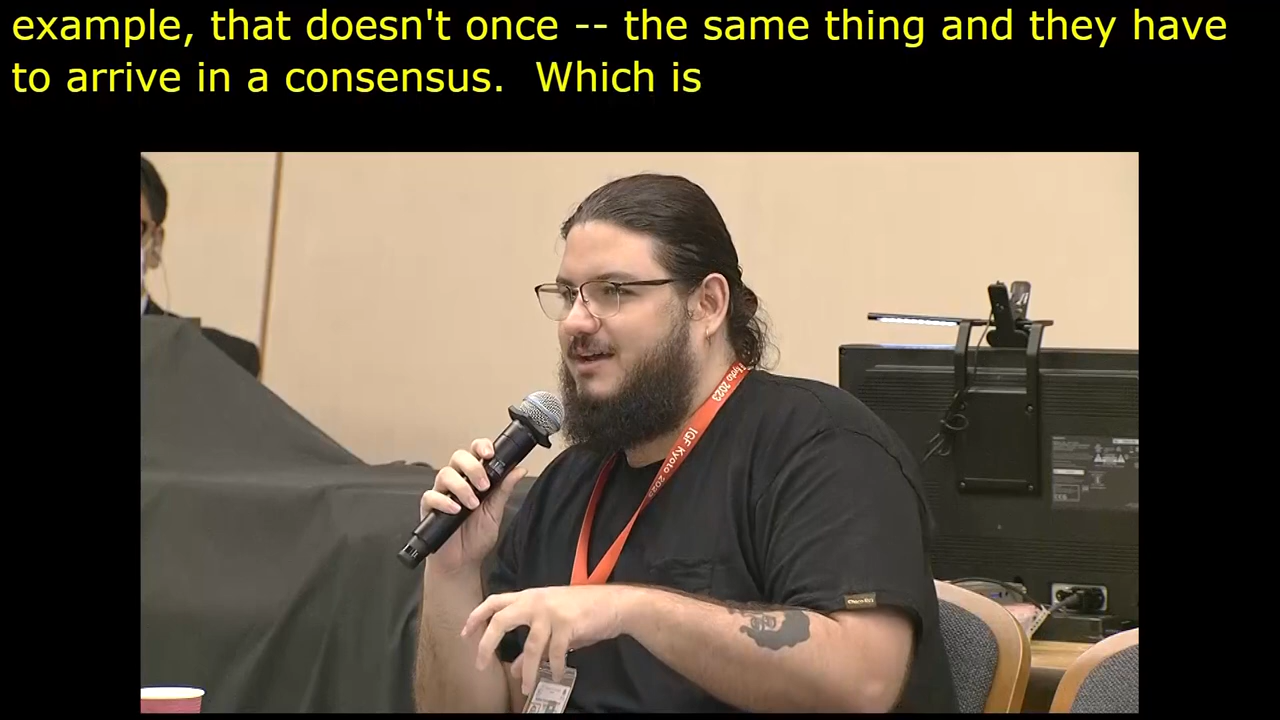 example, that doesn't once -- the same thing and they have
to arrive in a consensus.  Which is
Kyoto 2023
IGF Kyoto 2023